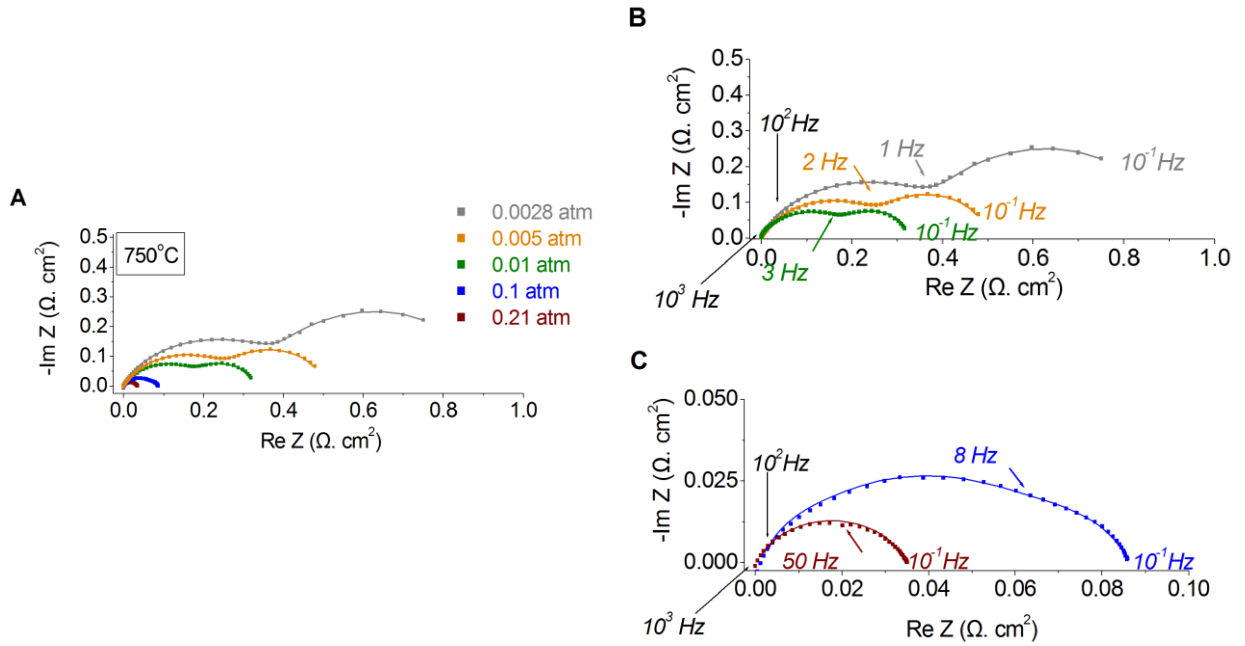 A
0.5
0.4
0.3
0.2
0.1
0.0
-Im Z (Ω. cm²)
750°C
0.0028 atm
0.005 atm
0.01 atm
0.1 atm
0.21 atm
0.0 0.2 0.4 0.6 0.8 1.0
Re Z (Ω. cm²)
B
0.5
0.4
0.3
0.2
0.1
0.0
-Im Z (Ω. cm²)
10² Hz
2 Hz
1 Hz
10⁻¹Hz
10⁻¹Hz
10⁻¹Hz
3 Hz
10³ Hz
0.0 0.2 0.4 0.6 0.8 1.0
Re Z (Ω. cm²)
C
0.050
0.025
0.000
-Im Z (Ω. cm²)
10² Hz
8 Hz
50 Hz
10⁻¹Hz
10⁻¹Hz
10³ Hz
0.00 0.02 0.04 0.06 0.08 0.10
Re Z (Ω. cm²)